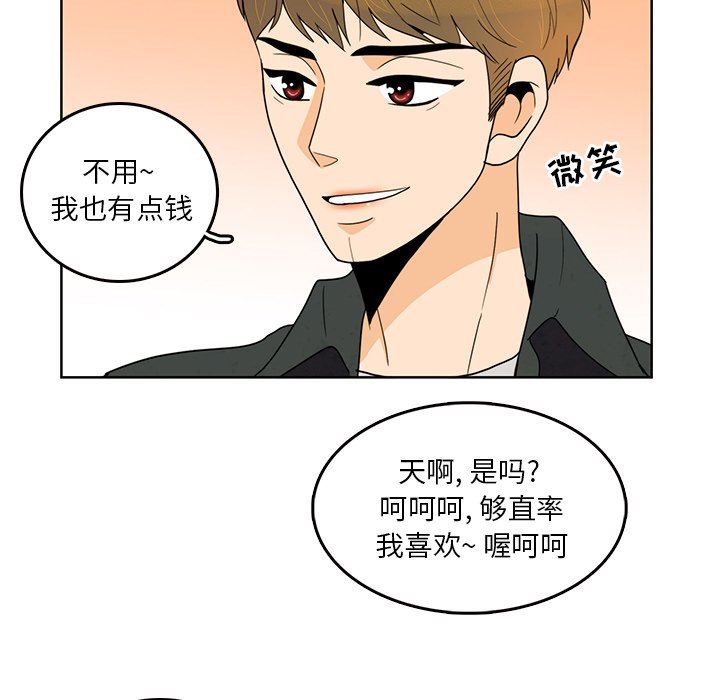 不用~
我也有点钱
微笑
天啊, 是吗?
呵呵呵, 够直率
我喜欢~ 喔呵呵